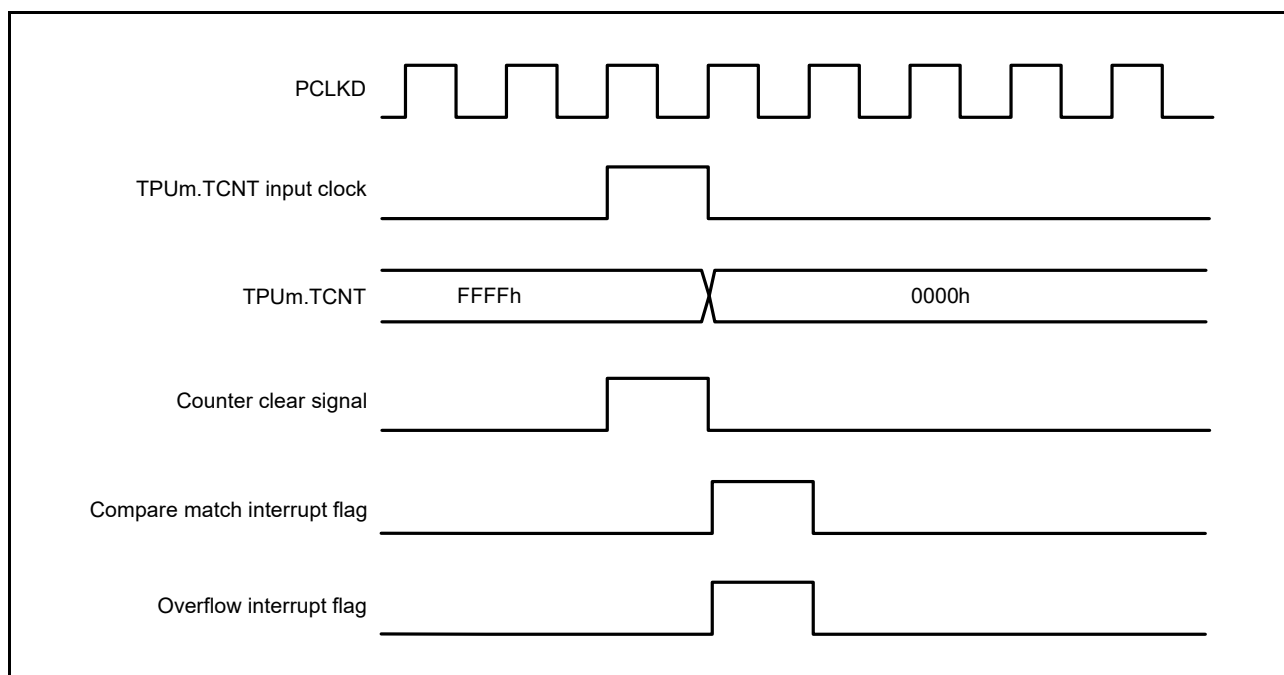 PCLKD
TPUm.TCNT input clock
TPUm.TCNT
FFFFh
0000h
Counter clear signal
Compare match interrupt flag
Overflow interrupt flag